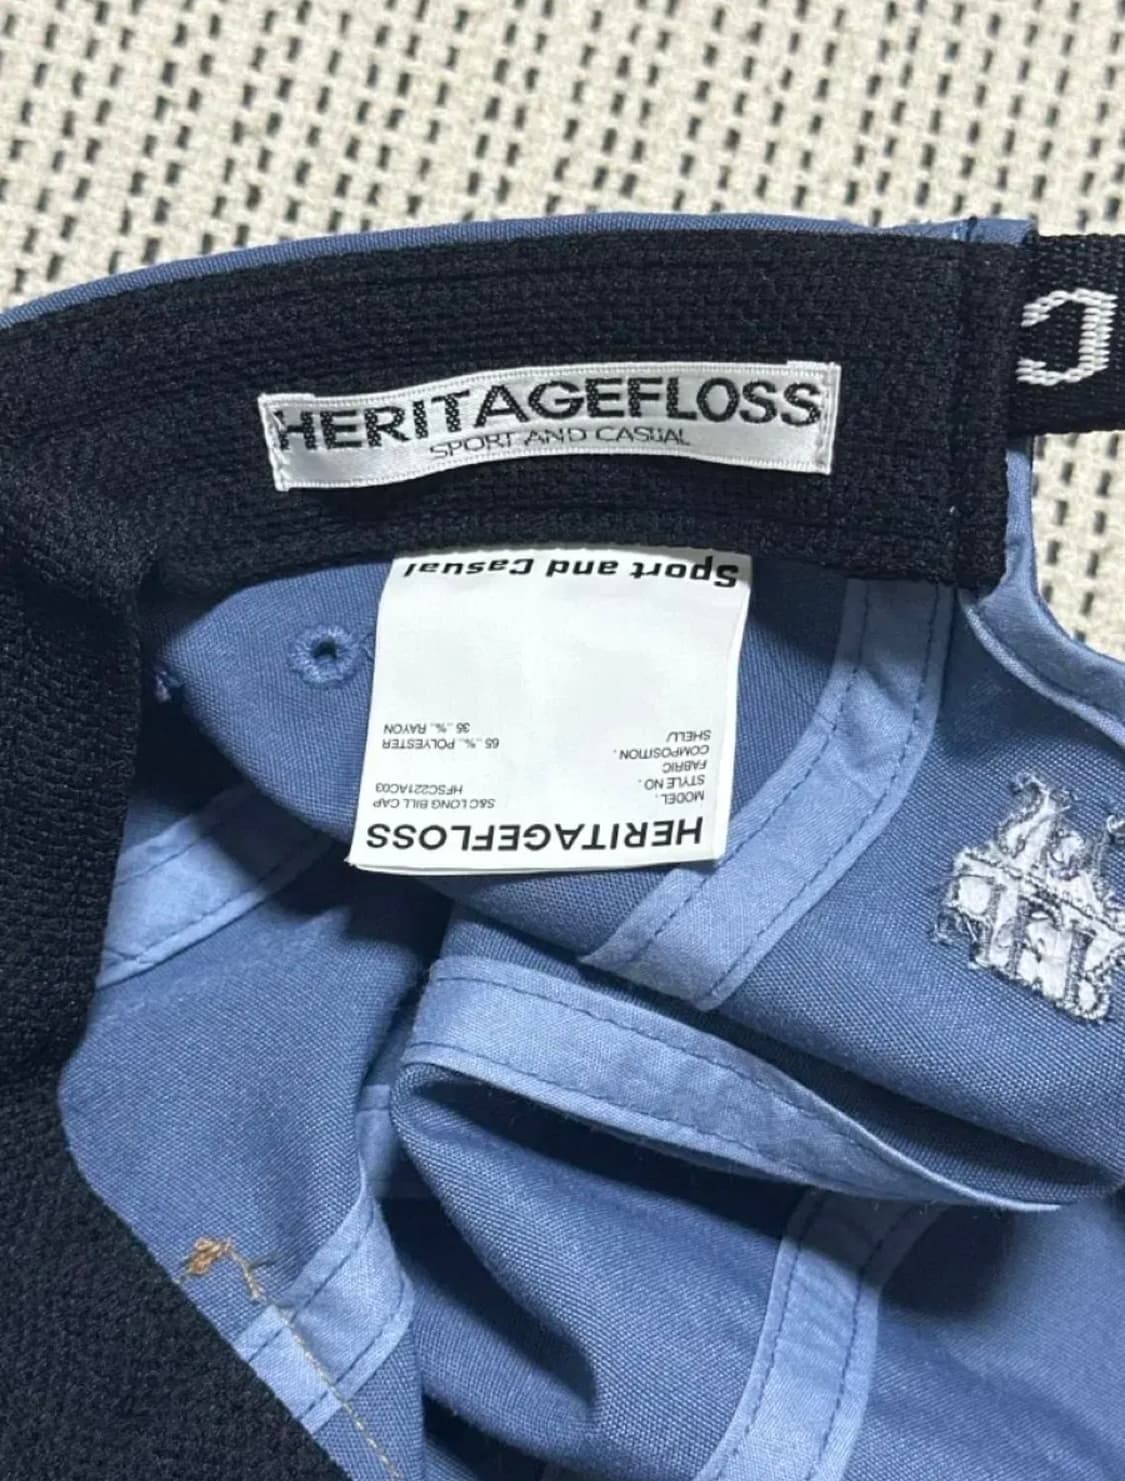 HERITAGEFLOSS
SPORT AND CASUAL
HERITAGEFLOSS
MODEL. S&C LONG BILL CAP
STYLE NO. HFSC221AC03
FABRIC
COMPOSITION. 65..%..POLYESTER
SHELL/ 35..%..RAYON
Sport and Casual